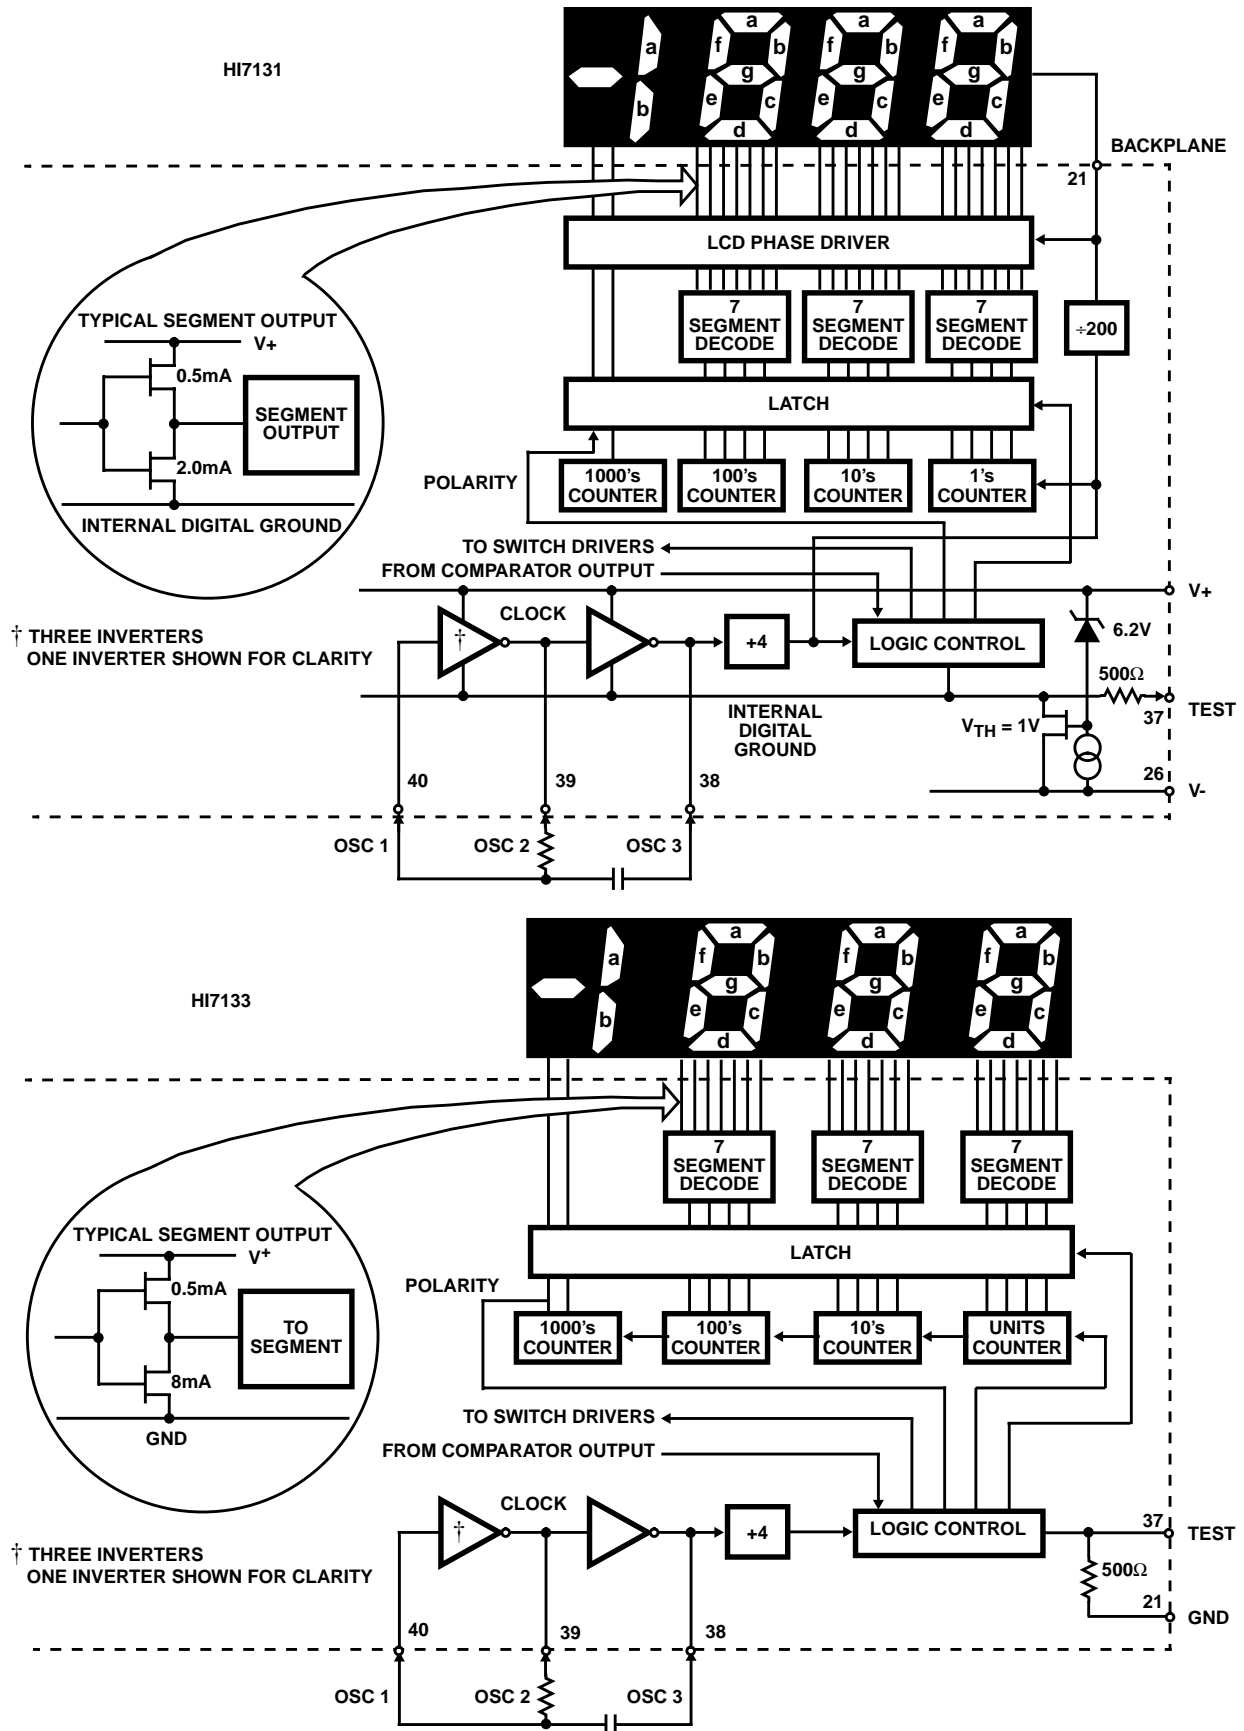 HI7131
a
b
a
f
b
g
e
c
d
a
f
b
g
e
c
d
a
f
b
g
e
c
d
BACKPLANE
21
LCD PHASE DRIVER
7
SEGMENT
DECODE
7
SEGMENT
DECODE
7
SEGMENT
DECODE
÷200
TYPICAL SEGMENT OUTPUT
V+
0.5mA
SEGMENT
OUTPUT
2.0mA
INTERNAL DIGITAL GROUND
LATCH
POLARITY
1000's
COUNTER
100's
COUNTER
10's
COUNTER
1's
COUNTER
TO SWITCH DRIVERS
FROM COMPARATOR OUTPUT
V+
CLOCK
† THREE INVERTERS
ONE INVERTER SHOWN FOR CLARITY
†
+4
LOGIC CONTROL
6.2V
500Ω
TEST
37
INTERNAL
DIGITAL
GROUND
VTH = 1V
26
V-
40
39
38
OSC 1
OSC 2
OSC 3
HI7133
a
b
a
f
b
g
e
c
d
a
f
b
g
e
c
d
a
f
b
g
e
c
d
7
SEGMENT
DECODE
7
SEGMENT
DECODE
7
SEGMENT
DECODE
TYPICAL SEGMENT OUTPUT
V+
0.5mA
TO
SEGMENT
8mA
GND
LATCH
POLARITY
1000's
COUNTER
100's
COUNTER
10's
COUNTER
UNITS
COUNTER
TO SWITCH DRIVERS
FROM COMPARATOR OUTPUT
CLOCK
† THREE INVERTERS
ONE INVERTER SHOWN FOR CLARITY
†
+4
LOGIC CONTROL
37
TEST
500Ω
21
GND
40
39
38
OSC 1
OSC 2
OSC 3